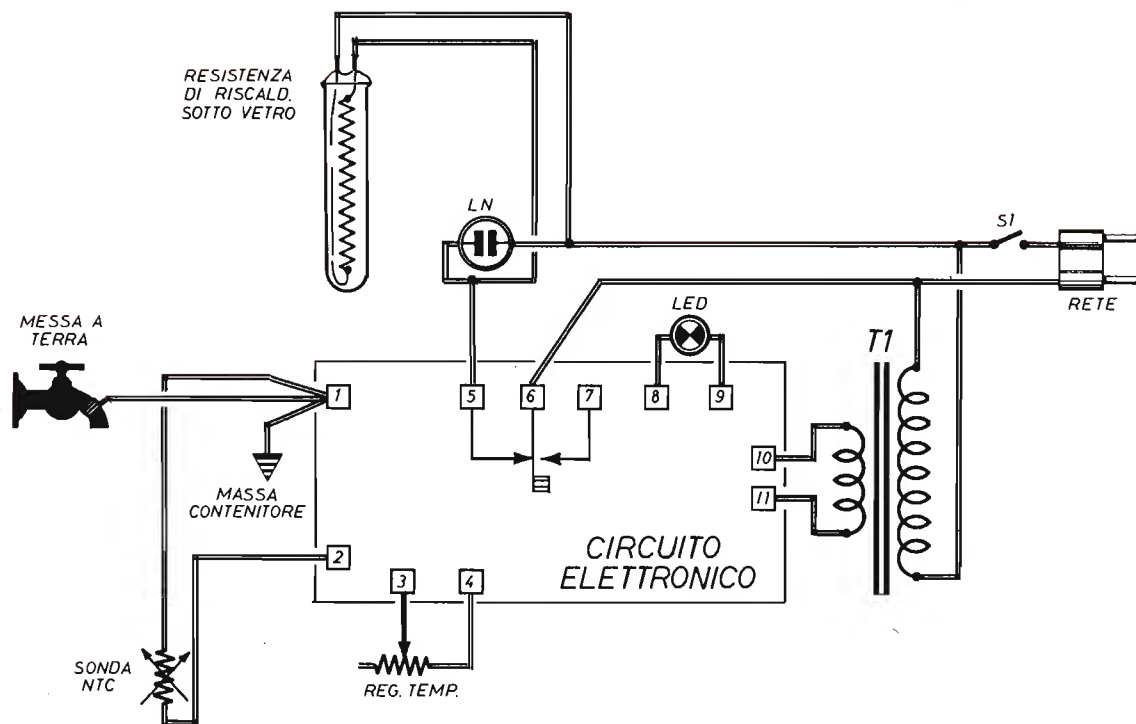 RESISTENZA
DI RISCALD.
SOTTO VETRO
LN
S1
RETE
LED
T1
MESSA A
TERRA
1
5
6
7
8
9
10
11
MASSA
CONTENITORE
2
3
4
CIRCUITO
ELETTRONICO
SONDA
NTC
REG. TEMP.